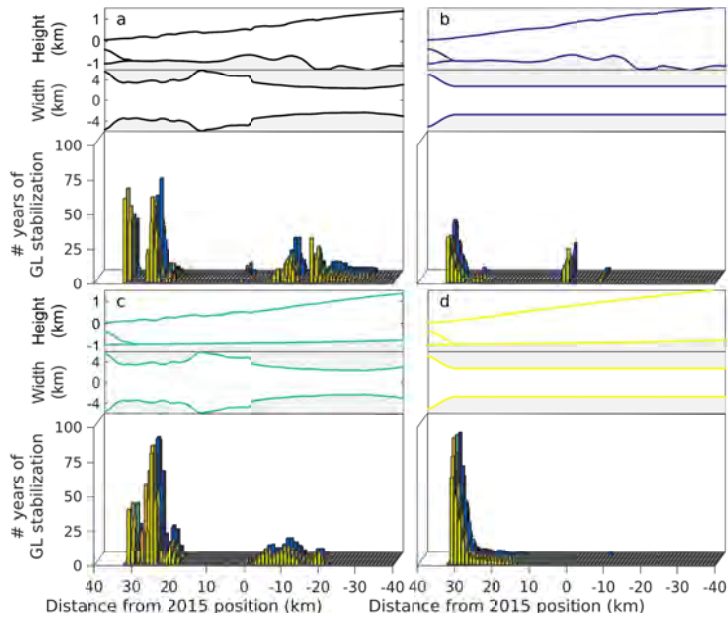 a
b
Height
(km)
1
0
-1
Width
(km)
4
0
-4
# years of
GL stabilization
100
75
50
25
0
c
d
Height
(km)
1
0
-1
Width
(km)
4
0
-4
# years of
GL stabilization
100
75
50
25
0
40 30 20 10 0 -10 -20 -30 -40
40 30 20 10 0 -10 -20 -30 -40
Distance from 2015 position (km)
Distance from 2015 position (km)